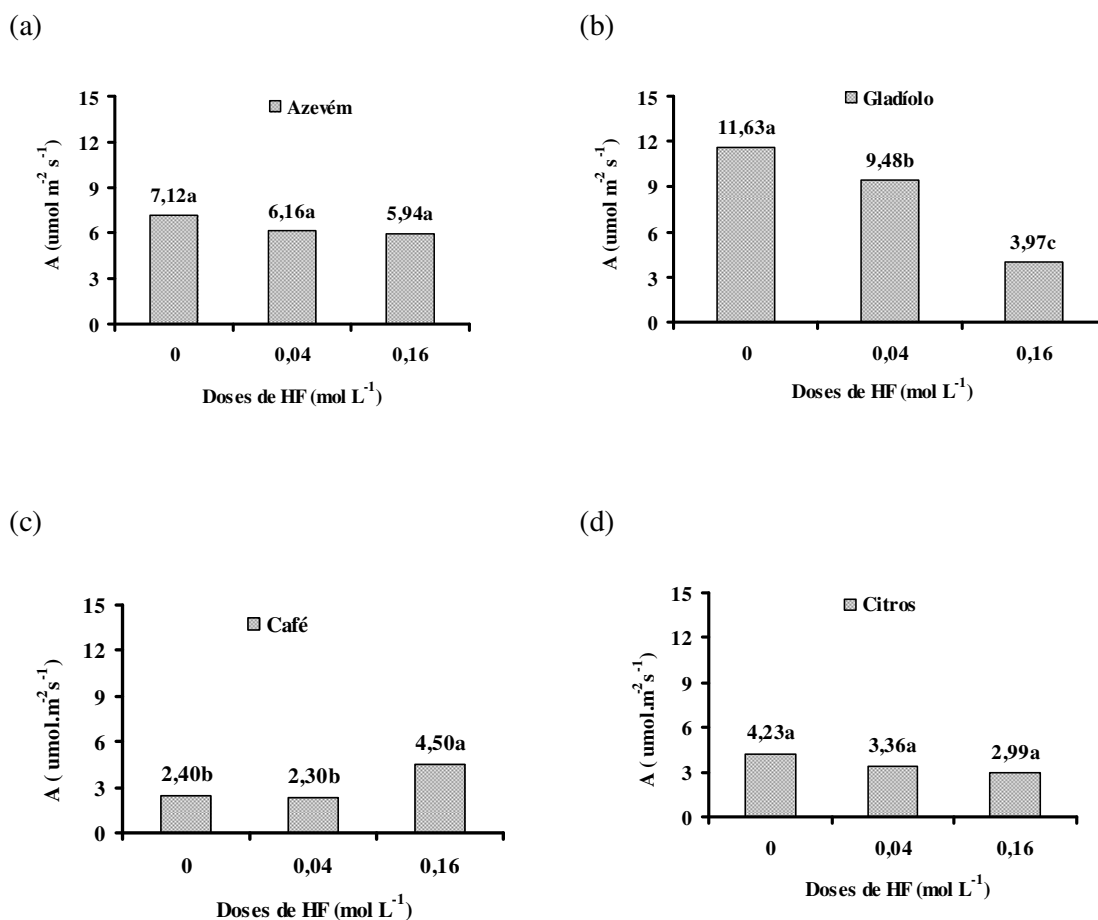 (a)
Azevém
15
12
9
6
3
0
A (umol m⁻² s⁻¹)
7,12a
6,16a
5,94a
0 0,04 0,16
Doses de HF (mol L⁻¹)
(b)
Gladíolo
15
12
9
6
3
0
A (umol m⁻² s⁻¹)
11,63a
9,48b
3,97c
0 0,04 0,16
Doses de HF (mol L⁻¹)
(c)
Café
15
12
9
6
3
0
A ( umol.m⁻²s⁻¹)
2,40b
2,30b
4,50a
0 0,04 0,16
Doses de HF (mol L⁻¹)
(d)
Citros
15
12
9
6
3
0
A ( umol.m⁻²s⁻¹)
4,23a
3,36a
2,99a
0 0,04 0,16
Doses de HF (mol L⁻¹)